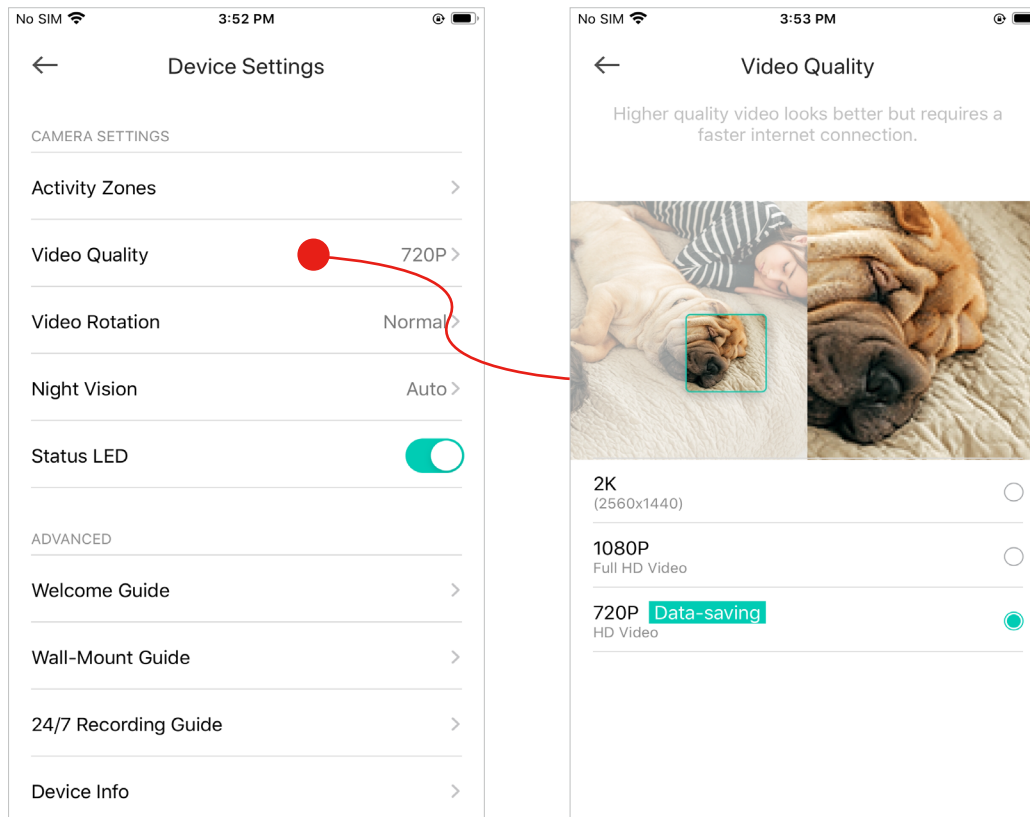 No SIM 3:52 PM
Device Settings
CAMERA SETTINGS
Activity Zones
Video Quality 720P
Video Rotation Normal
Night Vision Auto
Status LED
ADVANCED
Welcome Guide
Wall-Mount Guide
24/7 Recording Guide
Device Info
No SIM 3:53 PM
Video Quality
Higher quality video looks better but requires a
faster internet connection.
2K
(2560x1440)
1080P
Full HD Video
720P Data-saving
HD Video